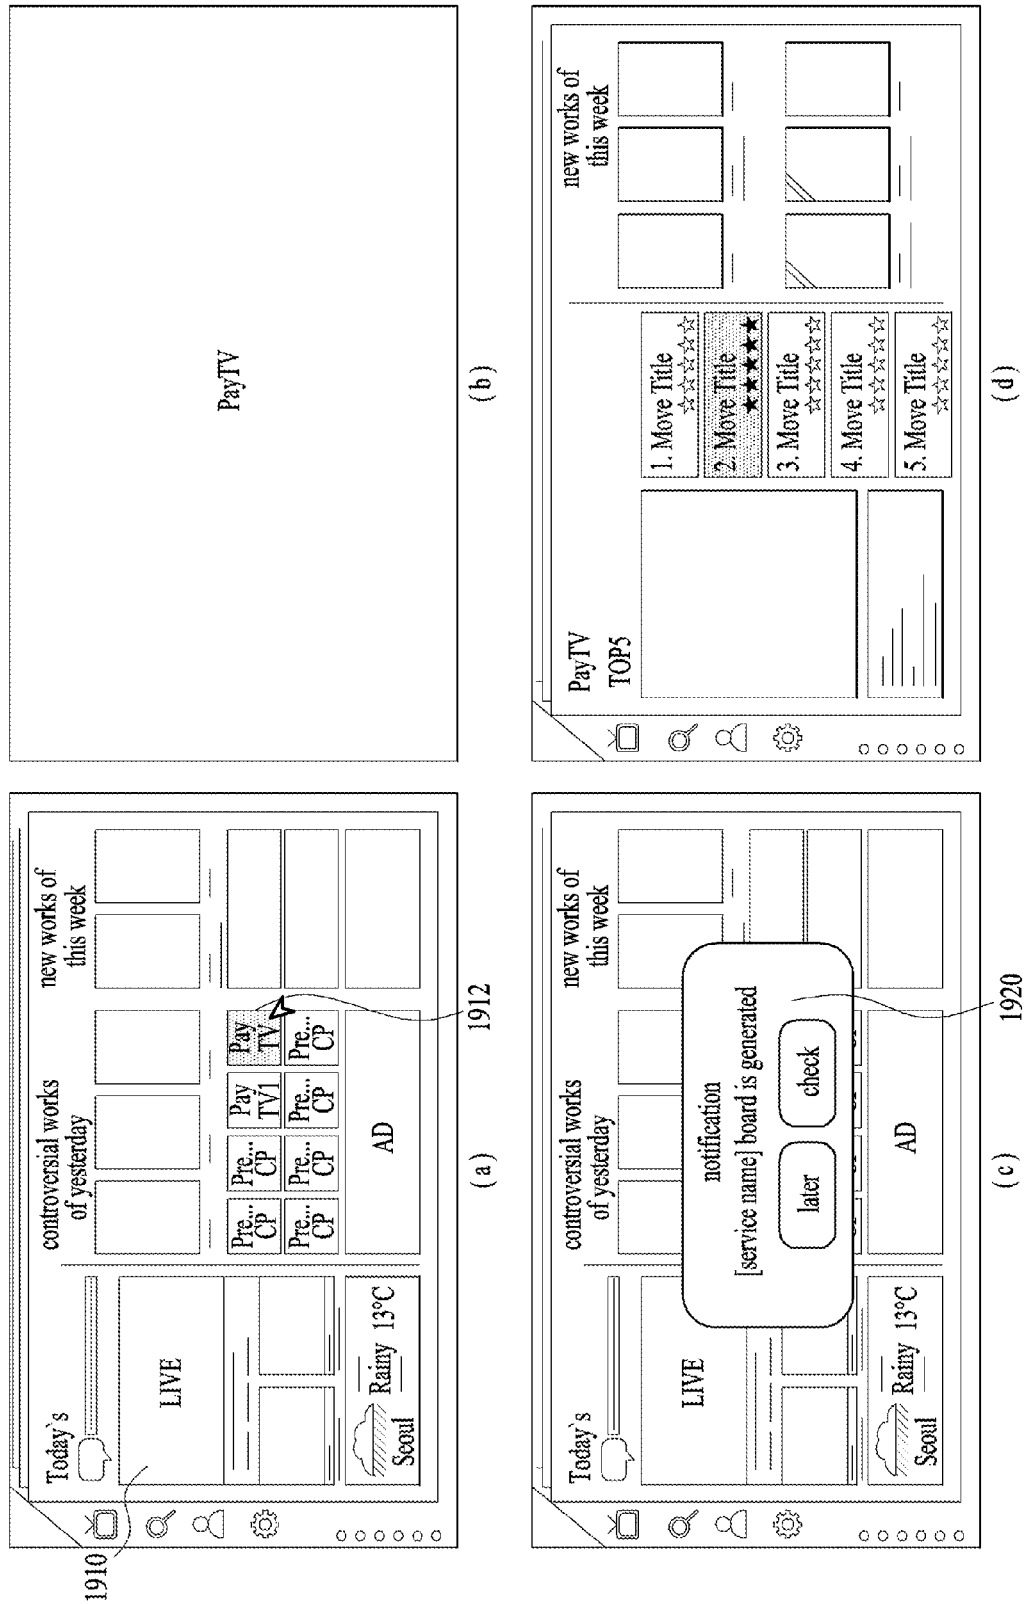 Today`s
LIVE
Rainy 13°C
Seoul
controversial works
of yesterday
new works of
this week
Pre...
CP
Pre...
CP
Pay
TV1
Pay
TV
Pre...
CP
Pre...
CP
Pre...
CP
Pre...
CP
AD
1910
1912
(a)
PayTV
(b)
Today`s
LIVE
Rainy 13°C
Seoul
controversial works
of yesterday
new works of
this week
notification
[service name] board is generated
later
check
AD
1920
(c)
PayTV
TOP5
1. Move Title
☆☆☆☆☆
2. Move Title
★★★★★
3. Move Title
☆☆☆☆☆
4. Move Title
☆☆☆☆☆
5. Move Title
☆☆☆☆☆
new works of
this week
(d)